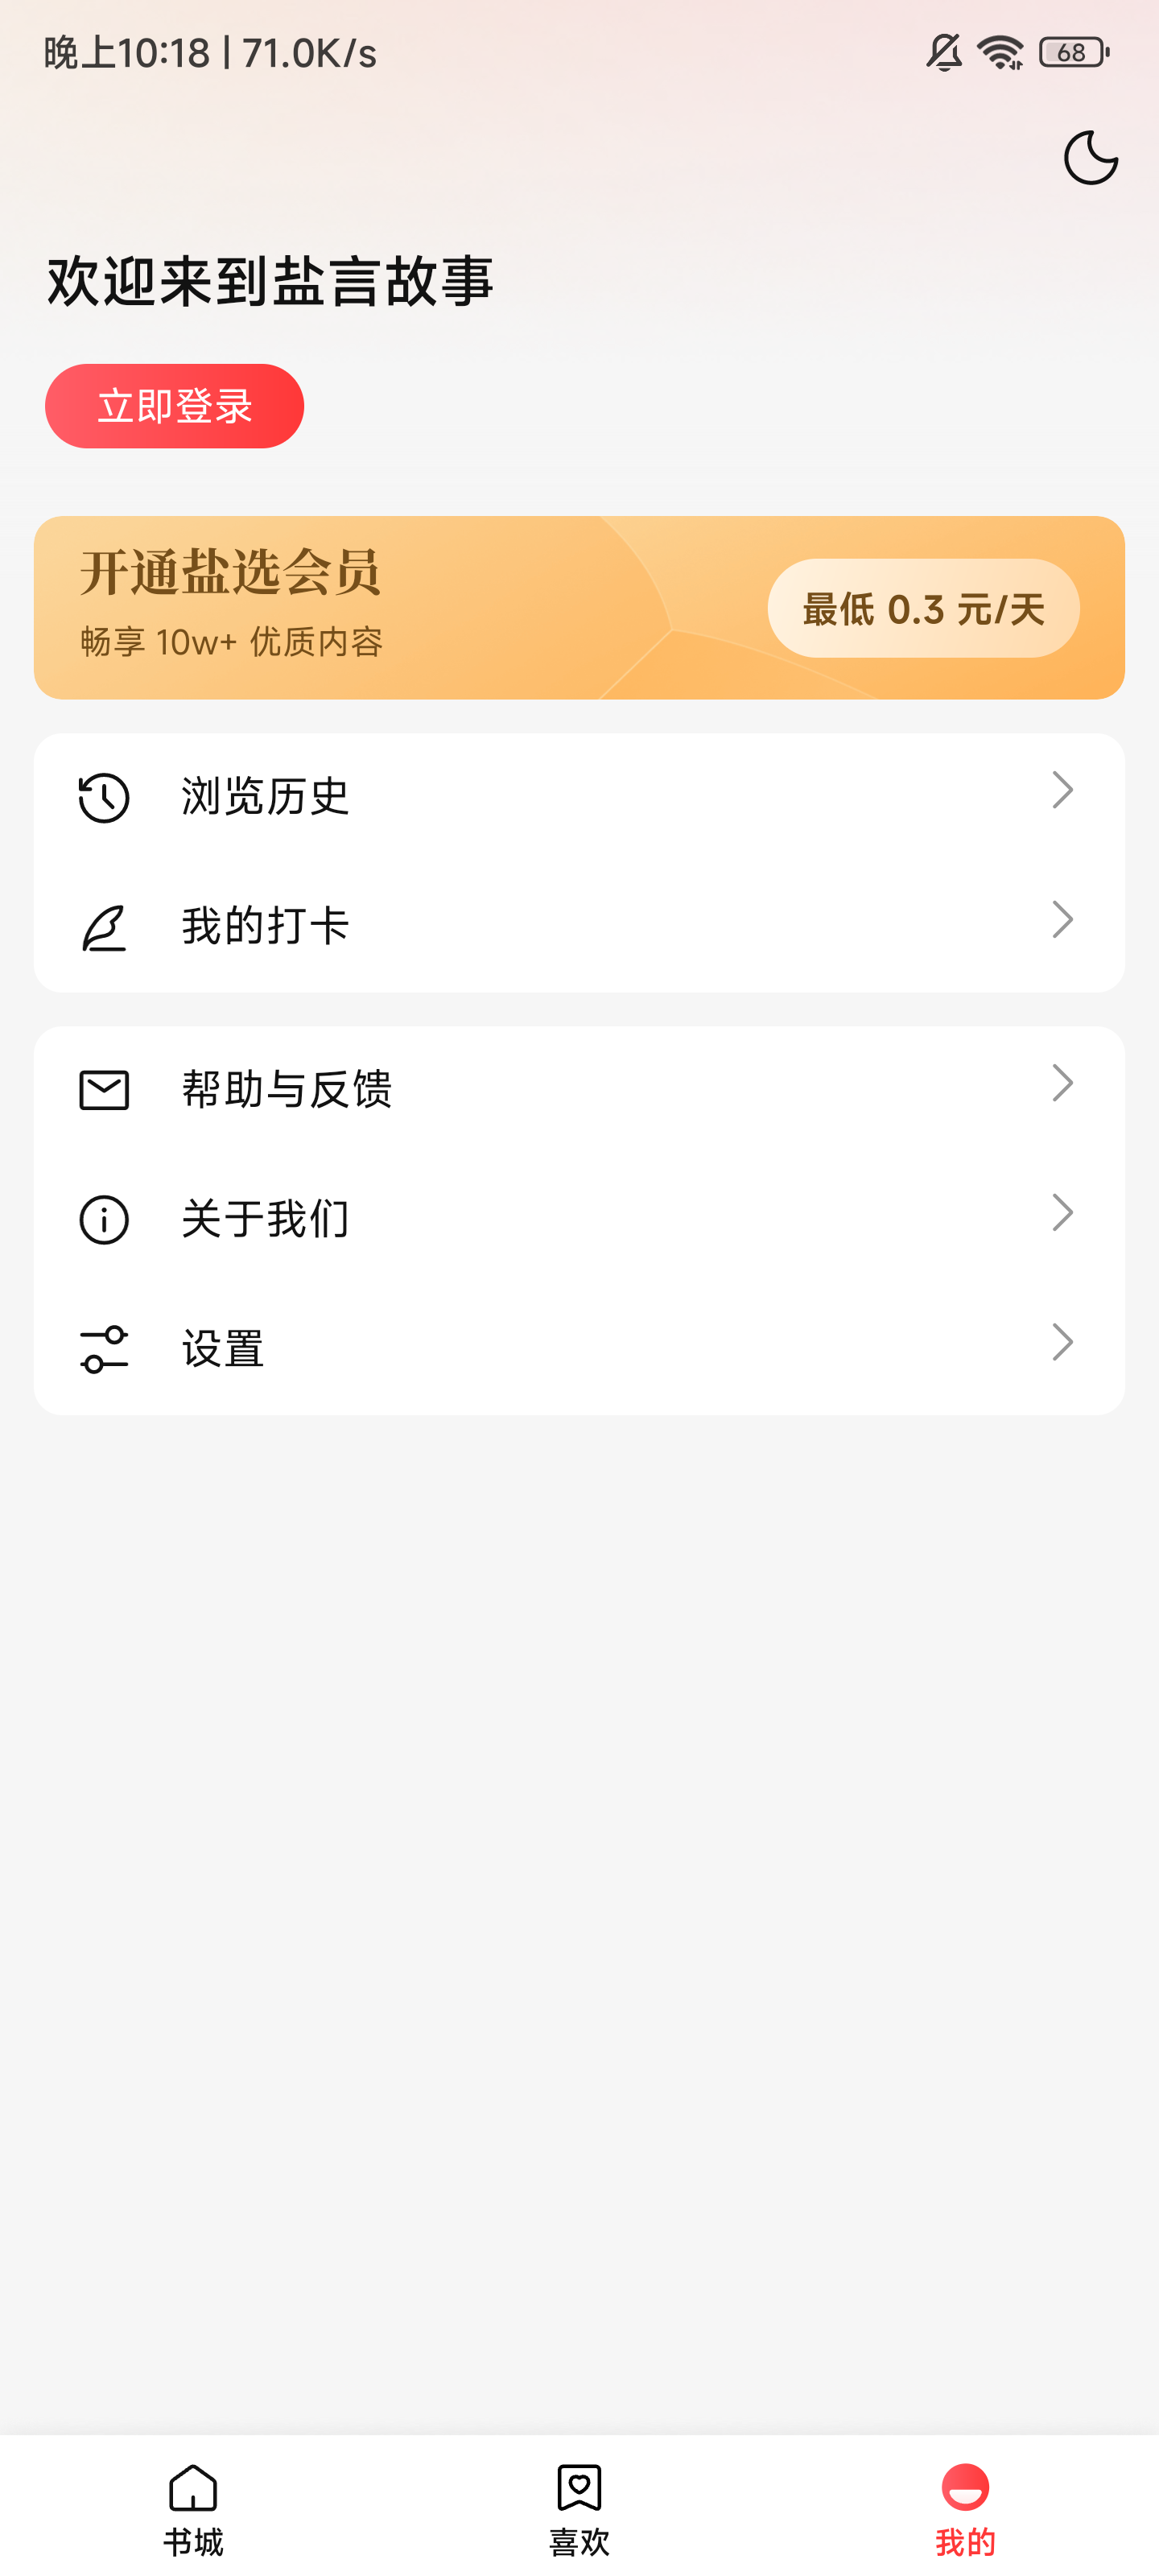 晚上10:18 | 71.0K/s
68
欢迎来到盐言故事
立即登录
开通盐选会员
畅享 10w+ 优质内容
最低 0.3 元/天
浏览历史
我的打卡
帮助与反馈
关于我们
设置
书城
喜欢
我的